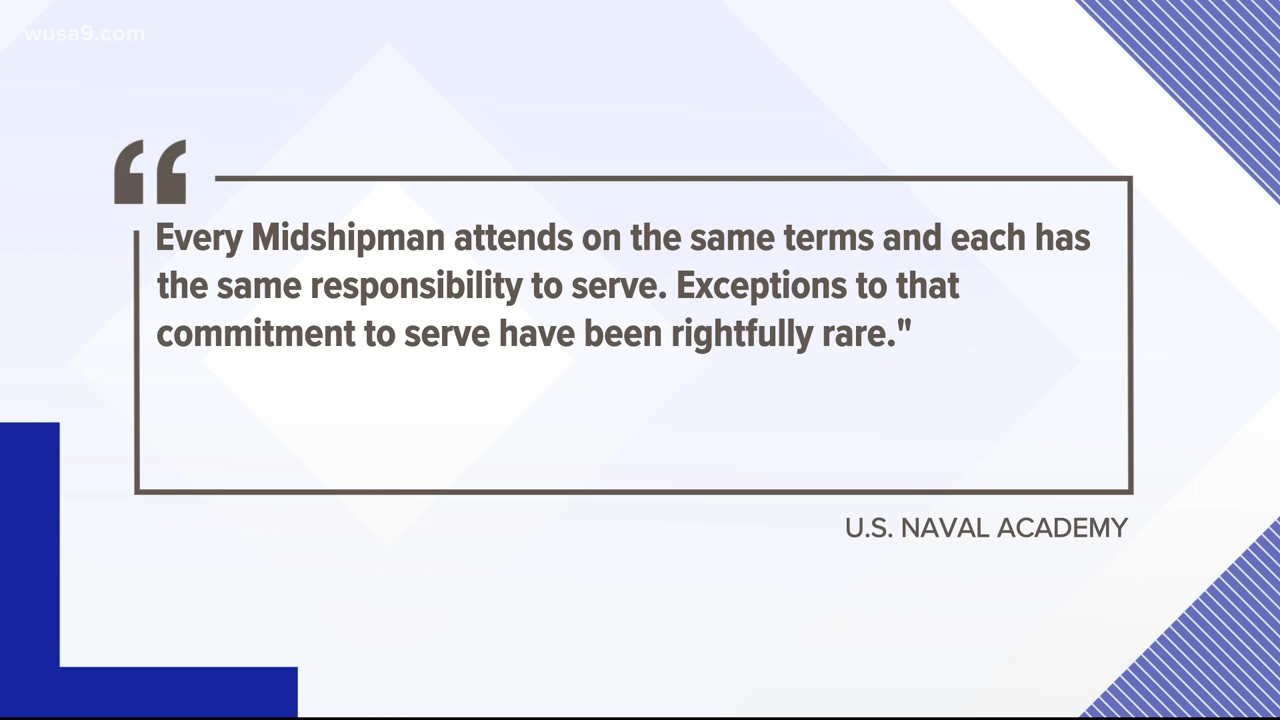 wusa9.com
“
Every Midshipman attends on the same terms and each has
the same responsibility to serve. Exceptions to that
commitment to serve have been rightfully rare."
U.S. NAVAL ACADEMY